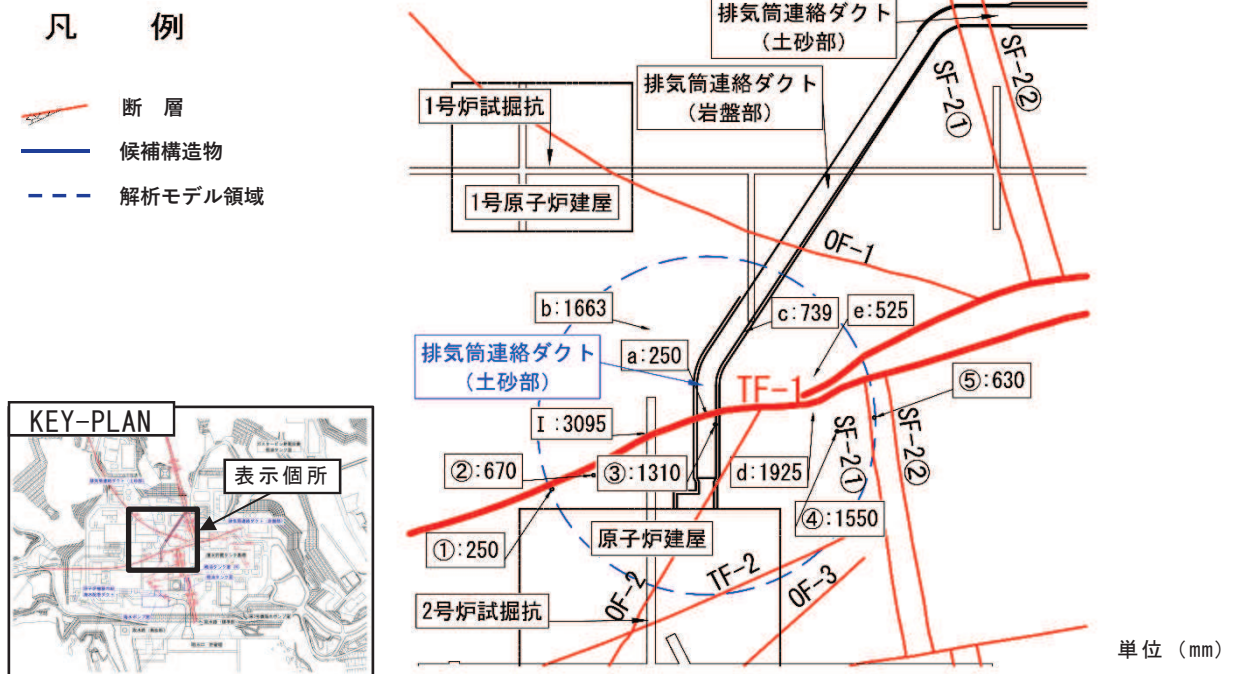 凡 例
断 層
候補構造物
解析モデル領域
排気筒連絡ダクト
(土砂部)
排気筒連絡ダクト
(岩盤部)
SF-2①
SF-2②
1号炉試掘抗
1号原子炉建屋
OF-1
b:1663
c:739
e:525
排気筒連絡ダクト
(土砂部)
a:250
TF-1
⑤:630
I:3095
②:670
③:1310
d:1925
SF-2①
SF-2②
④:1550
①:250
原子炉建屋
OF-2
TF-2
OF-3
2号炉試掘抗
KEY-PLAN
表示個所
単位 (mm)